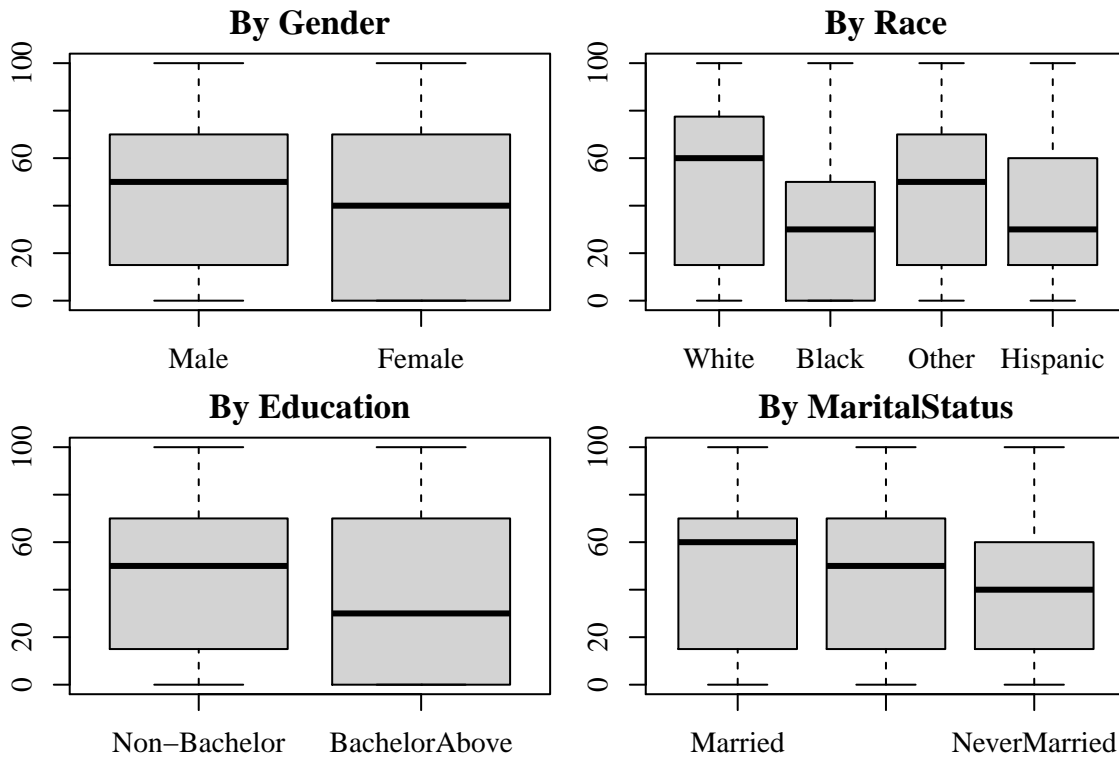 By Gender
100
60
20
0
Male Female
By Race
100
60
20
0
White Black Other Hispanic
By Education
100
60
20
0
Non−Bachelor BachelorAbove
By MaritalStatus
100
60
20
0
Married NeverMarried